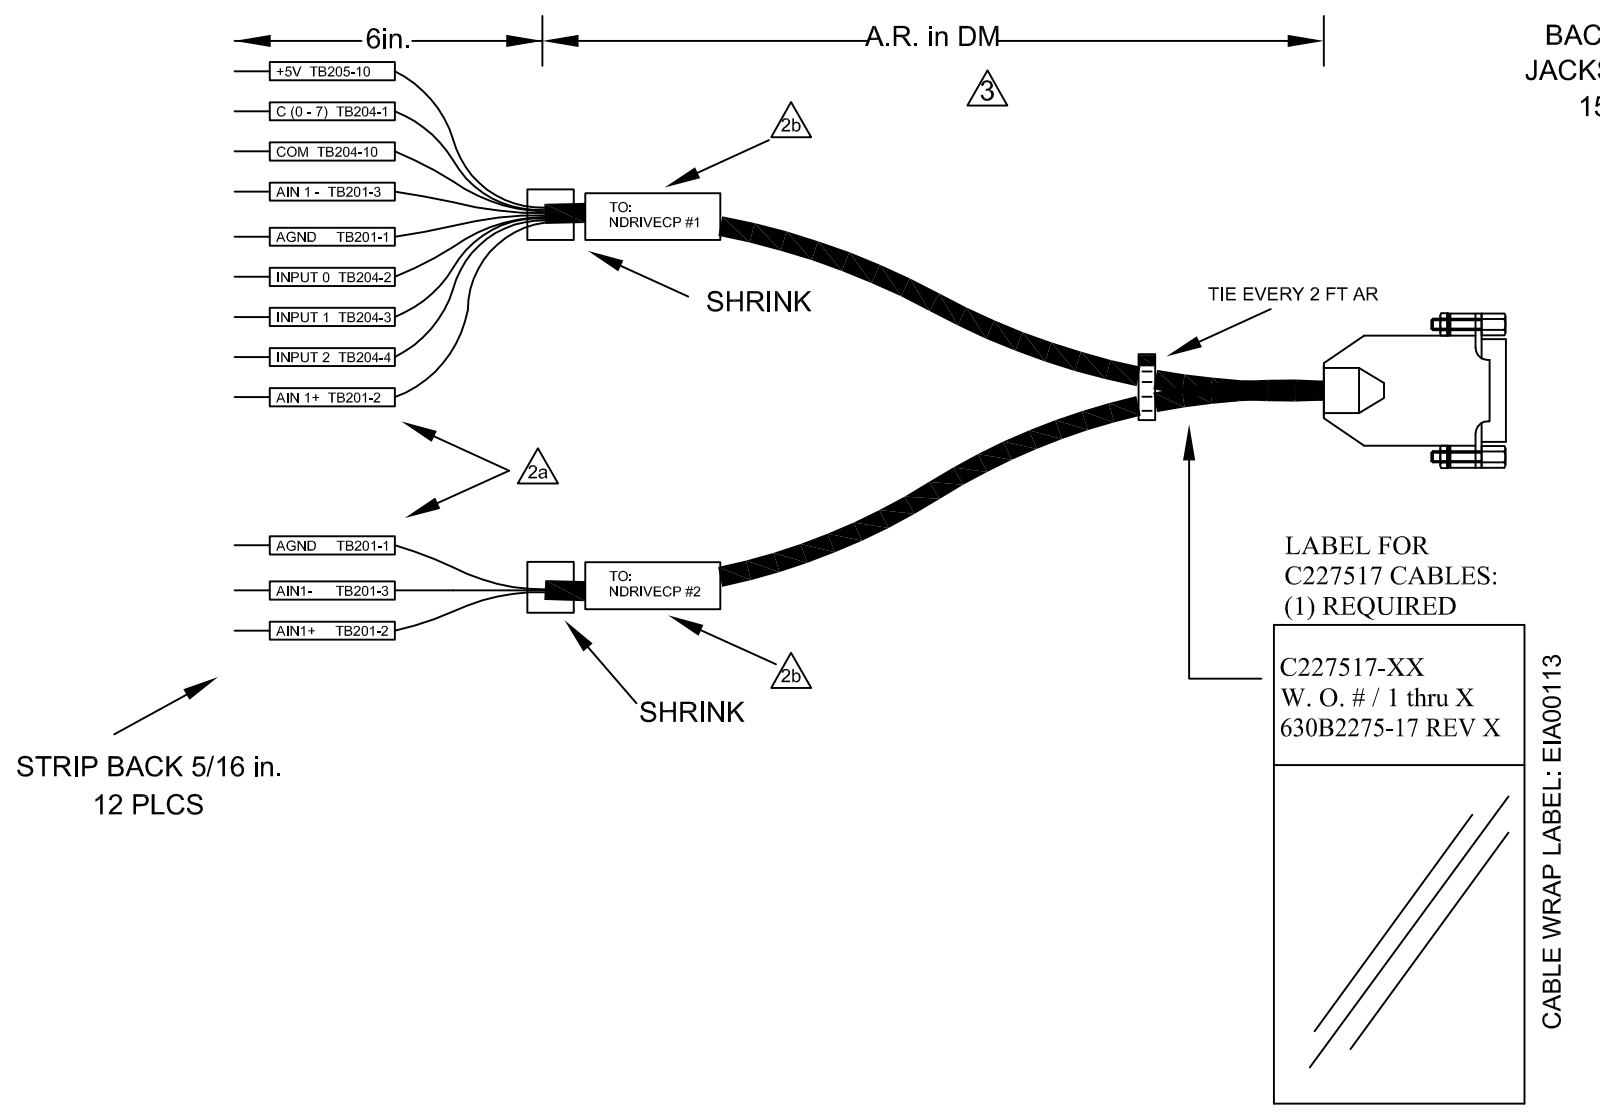 6in.
A.R. in DM
3
BAC
JACKS
15
+5V TB205-10
C (0 - 7) TB204-1
COM TB204-10
AIN 1 - TB201-3
AGND TB201-1
INPUT 0 TB204-2
INPUT 1 TB204-3
INPUT 2 TB204-4
AIN 1+ TB201-2
2b
TO:
NDRIVECP #1
SHRINK
TIE EVERY 2 FT AR
2a
AGND TB201-1
AIN1- TB201-3
AIN1+ TB201-2
TO:
NDRIVECP #2
2b
SHRINK
STRIP BACK 5/16 in.
12 PLCS
LABEL FOR
C227517 CABLES:
(1) REQUIRED
C227517-XX
W. O. # / 1 thru X
630B2275-17 REV X
CABLE WRAP LABEL: EIA00113